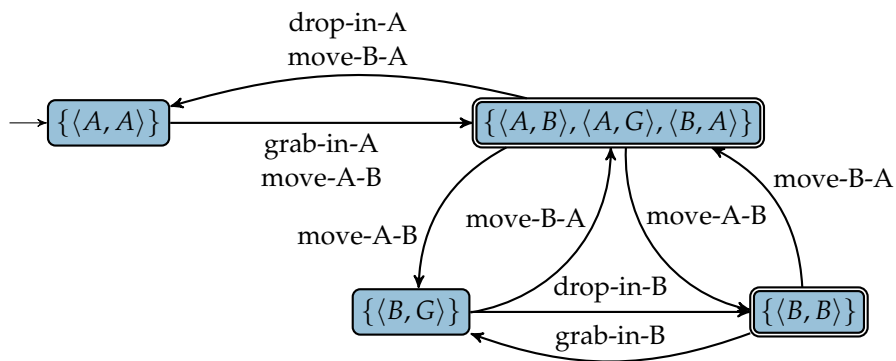 drop-in-A
move-B-A
{⟨A, A⟩}
{⟨A, B⟩, ⟨A, G⟩, ⟨B, A⟩}
grab-in-A
move-A-B
move-B-A
move-A-B
move-B-A
move-A-B
drop-in-B
{⟨B, G⟩}
{⟨B, B⟩}
grab-in-B